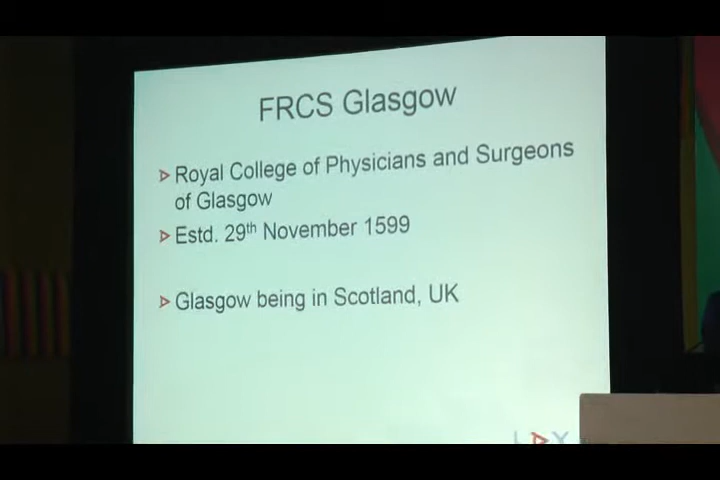 FRCS Glasgow
Royal College of Physicians and Surgeons
of Glasgow
Estd. 29th November 1599
Glasgow being in Scotland, UK